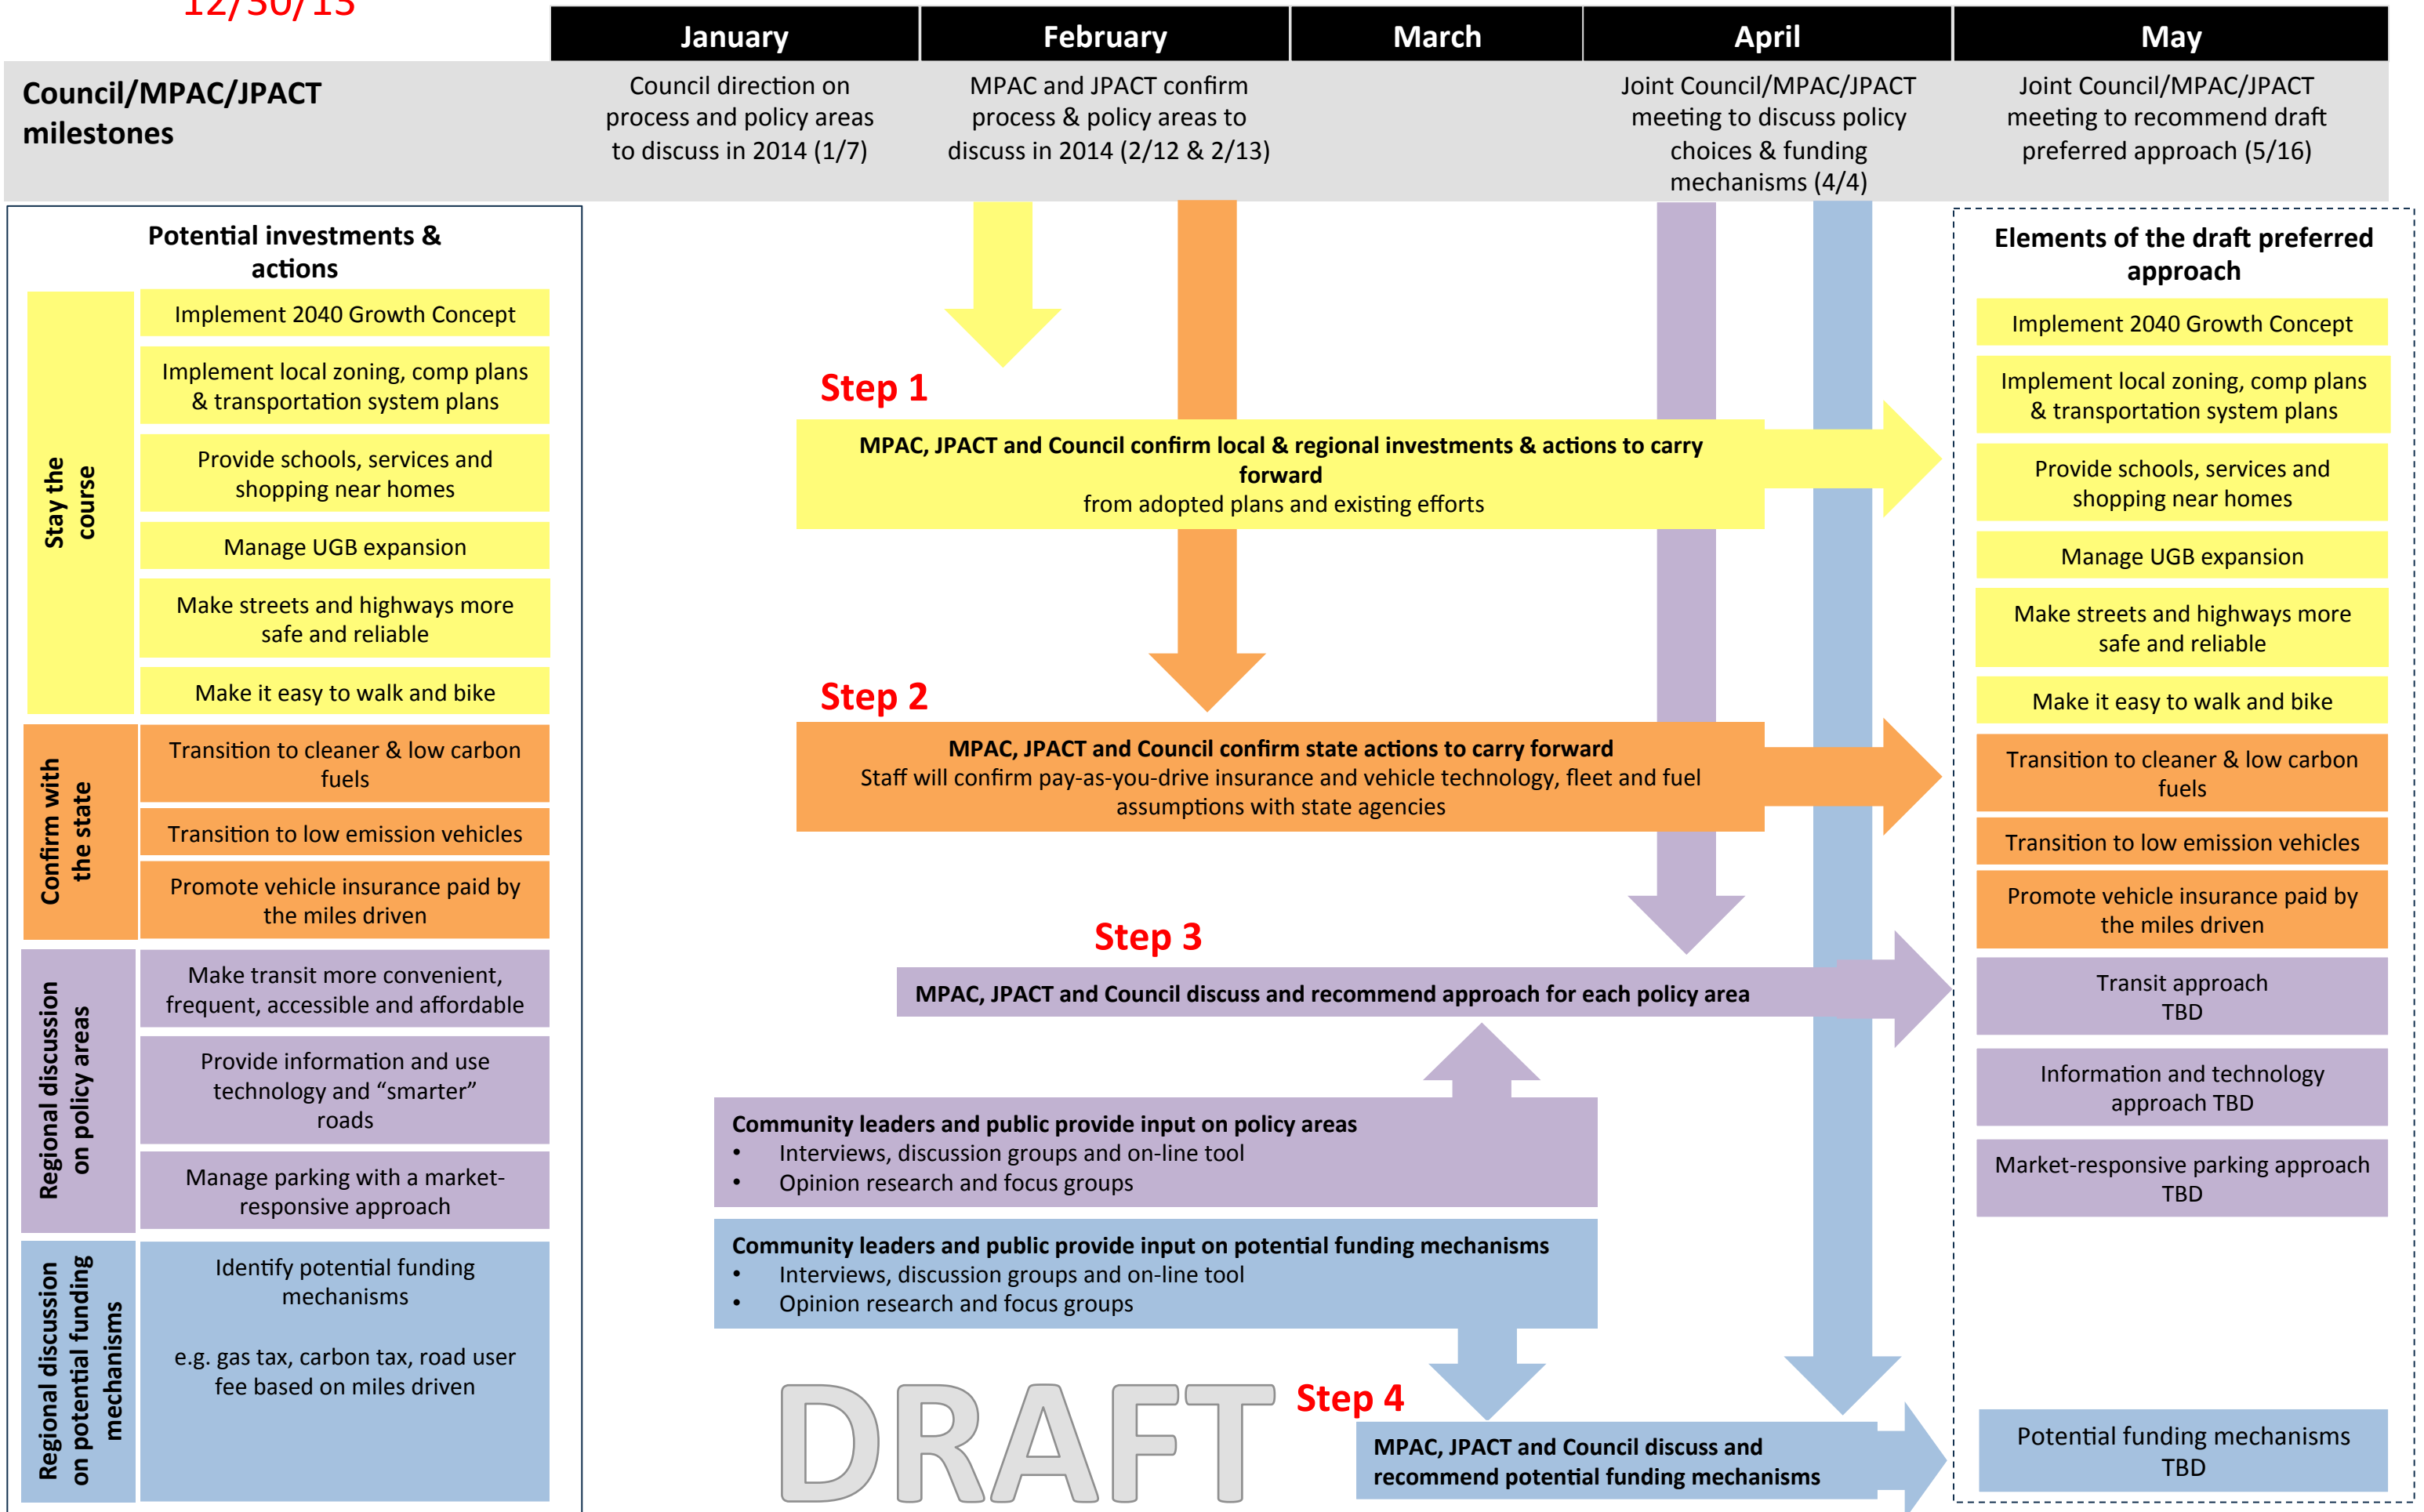 12/30/13
January
February
March
April
May
Council/MPAC/JPACT
milestones
Council direction on
process and policy areas
to discuss in 2014 (1/7)
MPAC and JPACT confirm
process & policy areas to
discuss in 2014 (2/12 & 2/13)
Joint Council/MPAC/JPACT
meeting to discuss policy
choices & funding
mechanisms (4/4)
Joint Council/MPAC/JPACT
meeting to recommend draft
preferred approach (5/16)
Potential investments &
actions
Stay the
course
Implement 2040 Growth Concept
Implement local zoning, comp plans
& transportation system plans
Provide schools, services and
shopping near homes
Manage UGB expansion
Make streets and highways more
safe and reliable
Make it easy to walk and bike
Confirm with
the state
Transition to cleaner & low carbon
fuels
Transition to low emission vehicles
Promote vehicle insurance paid by
the miles driven
Regional discussion
on policy areas
Make transit more convenient,
frequent, accessible and affordable
Provide information and use
technology and “smarter”
roads
Manage parking with a market-
responsive approach
Regional discussion
on potential funding
mechanisms
Identify potential funding
mechanisms
e.g. gas tax, carbon tax, road user
fee based on miles driven
Step 1
MPAC, JPACT and Council confirm local & regional investments & actions to carry
forward
from adopted plans and existing efforts
Step 2
MPAC, JPACT and Council confirm state actions to carry forward
Staff will confirm pay-as-you-drive insurance and vehicle technology, fleet and fuel
assumptions with state agencies
Step 3
MPAC, JPACT and Council discuss and recommend approach for each policy area
Community leaders and public provide input on policy areas
• Interviews, discussion groups and on-line tool
• Opinion research and focus groups
Community leaders and public provide input on potential funding mechanisms
• Interviews, discussion groups and on-line tool
• Opinion research and focus groups
DRAFT
Step 4
MPAC, JPACT and Council discuss and
recommend potential funding mechanisms
Elements of the draft preferred
approach
Implement 2040 Growth Concept
Implement local zoning, comp plans
& transportation system plans
Provide schools, services and
shopping near homes
Manage UGB expansion
Make streets and highways more
safe and reliable
Make it easy to walk and bike
Transition to cleaner & low carbon
fuels
Transition to low emission vehicles
Promote vehicle insurance paid by
the miles driven
Transit approach
TBD
Information and technology
approach TBD
Market-responsive parking approach
TBD
Potential funding mechanisms
TBD